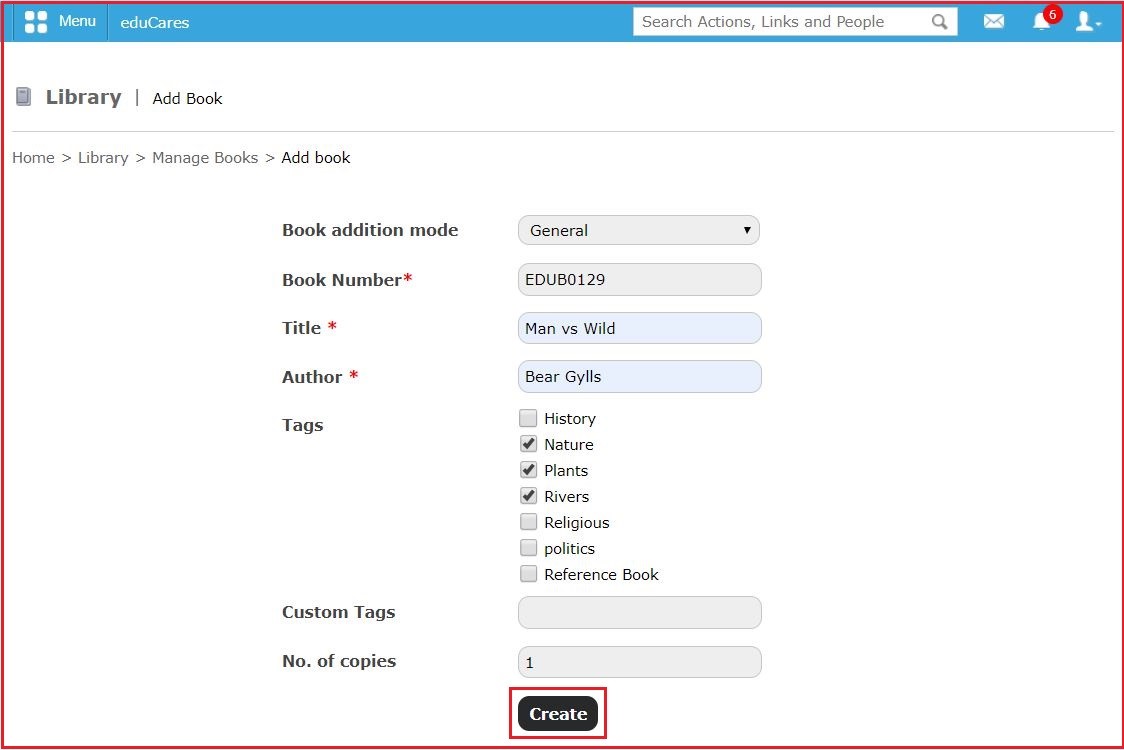 Menu eduCares Search Actions, Links and People 6
Library | Add Book
Home > Library > Manage Books > Add book
Book addition mode General
Book Number* EDUB0129
Title * Man vs Wild
Author * Bear Gylls
Tags History
Nature
Plants
Rivers
Religious
politics
Reference Book
Custom Tags
No. of copies 1
Create